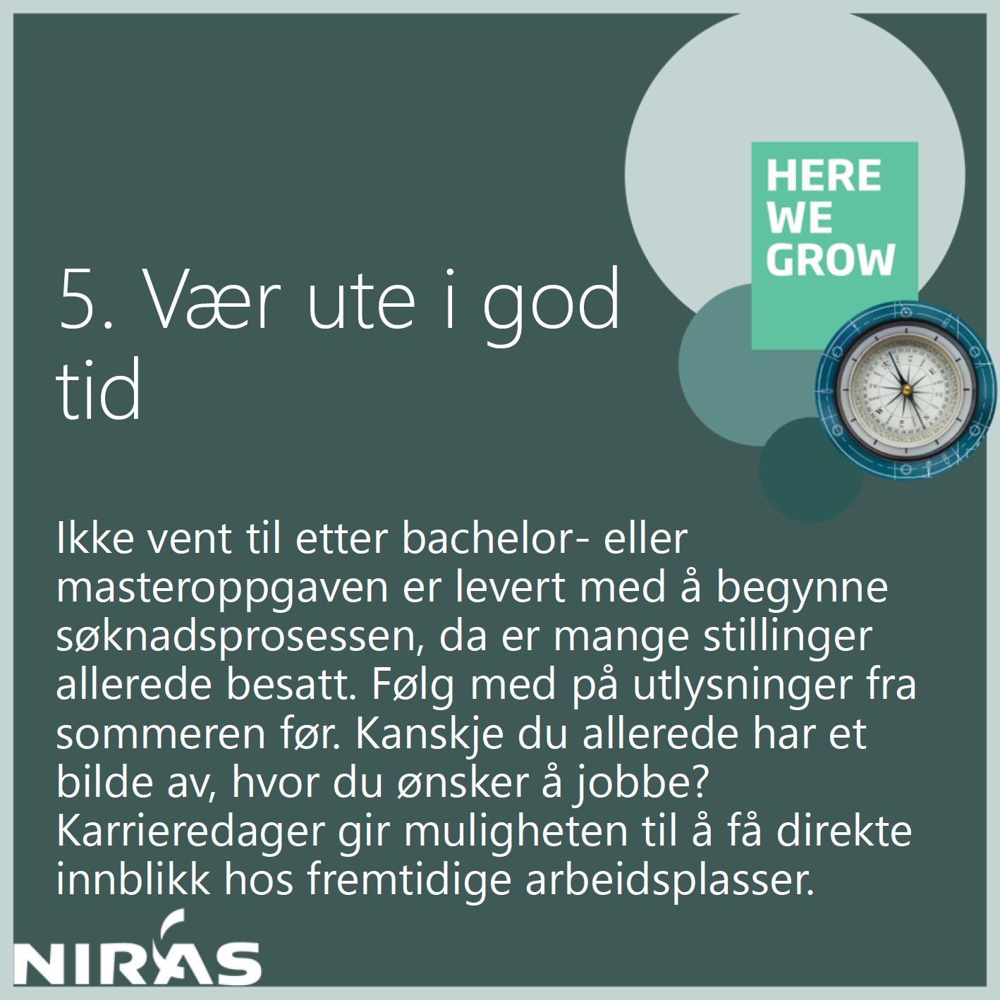 HERE
WE
GROW
5. Vær ute i god
tid
Ikke vent til etter bachelor- eller
masteroppgaven er levert med å begynne
søknadsprosessen, da er mange stillinger
allerede besatt. Følg med på utlysninger fra
sommeren før. Kanskje du allerede har et
bilde av, hvor du ønsker å jobbe?
Karrieredager gir muligheten til å få direkte
innblikk hos fremtidige arbeidsplasser.
NIRAS